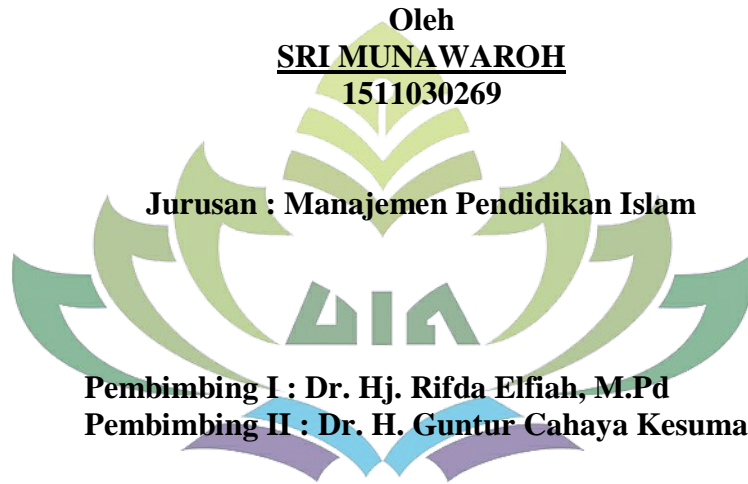 Oleh
SRI MUNAWAROH
1511030269
Jurusan : Manajemen Pendidikan Islam
UIN
Pembimbing I : Dr. Hj. Rifda Elfiah, M.Pd
Pembimbing II : Dr. H. Guntur Cahaya Kesuma